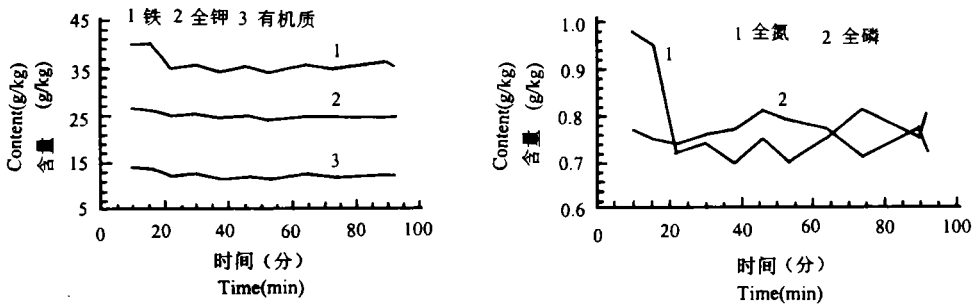 1 铁 2 全钾 3 有机质
45
35
25
15
5
Content(g/kg)
含量 (g/kg)
1
2
3
0 20 40 60 80 100
时间（分）
Time(min)
1 全氮 2 全磷
1.0
0.9
0.8
0.7
0.6
Content(g/kg)
含量 (g/kg)
1
2
0 20 40 60 80 100
时间（分）
Time(min)